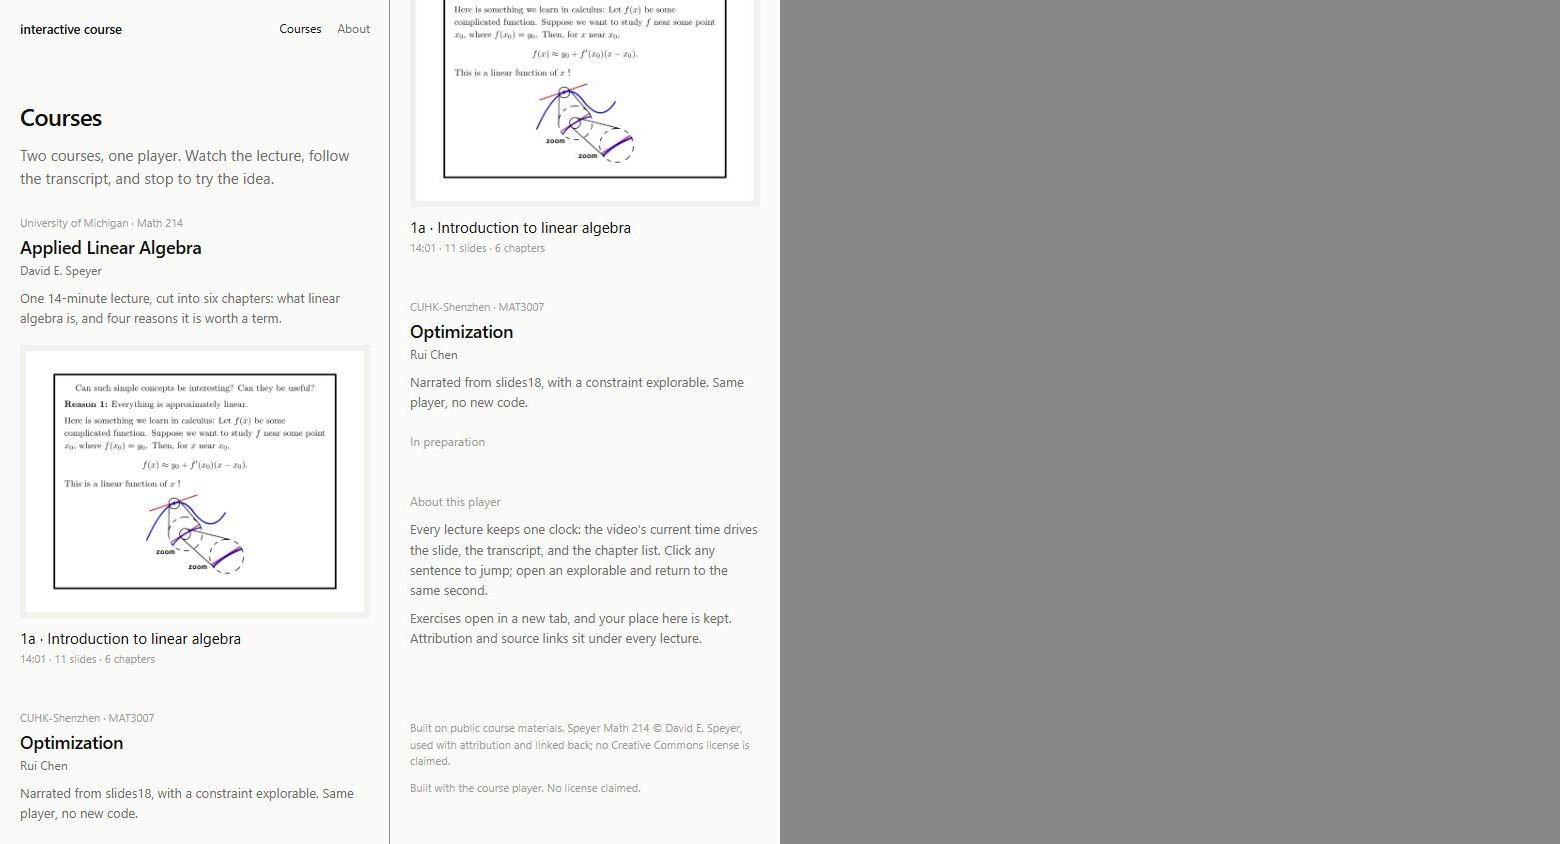 interactive course
Courses
About
Courses
Two courses, one player. Watch the lecture, follow
the transcript, and stop to try the idea.
University of Michigan · Math 214
Applied Linear Algebra
David E. Speyer
One 14-minute lecture, cut into six chapters: what linear
algebra is, and four reasons it is worth a term.
Can such simple concepts be interesting? Can they be useful?
Reason 1: Everything is approximately linear.
Here is something we learn in calculus: Let f(x) be some
complicated function. Suppose we want to study f near some point
x₀, where f(x₀) = y₀. Then, for x near x₀,
f(x) ≈ y₀ + f′(x₀)(x − x₀).
This is a linear function of x !
zoom
zoom
1a · Introduction to linear algebra
14:01 · 11 slides · 6 chapters
CUHK-Shenzhen · MAT3007
Optimization
Rui Chen
Narrated from slides18, with a constraint explorable. Same
player, no new code.
Here is something we learn in calculus: Let f(x) be some
complicated function. Suppose we want to study f near some point
x₀, where f(x₀) = y₀. Then, for x near x₀,
f(x) ≈ y₀ + f′(x₀)(x − x₀).
This is a linear function of x !
zoom
zoom
1a · Introduction to linear algebra
14:01 · 11 slides · 6 chapters
CUHK-Shenzhen · MAT3007
Optimization
Rui Chen
Narrated from slides18, with a constraint explorable. Same
player, no new code.
In preparation
About this player
Every lecture keeps one clock: the video's current time drives
the slide, the transcript, and the chapter list. Click any
sentence to jump; open an explorable and return to the
same second.
Exercises open in a new tab, and your place here is kept.
Attribution and source links sit under every lecture.
Built on public course materials. Speyer Math 214 © David E. Speyer,
used with attribution and linked back; no Creative Commons license is
claimed.
Built with the course player. No license claimed.